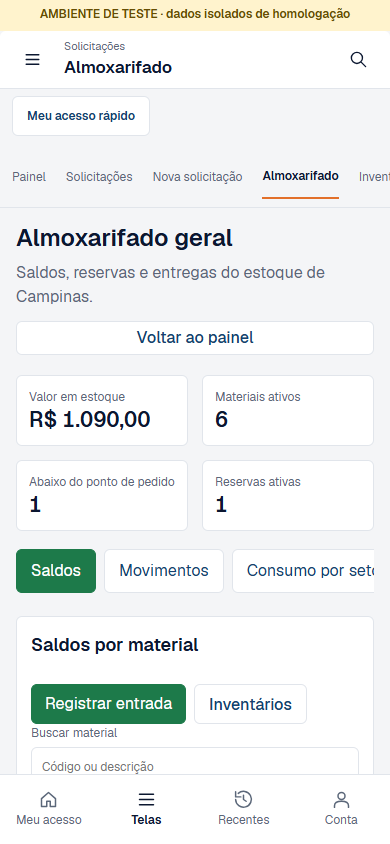 AMBIENTE DE TESTE · dados isolados de homologação
Solicitações
Almoxarifado
Meu acesso rápido
Painel Solicitações Nova solicitação Almoxarifado Invent
Almoxarifado geral
Saldos, reservas e entregas do estoque de
Campinas.
Voltar ao painel
Valor em estoque Materiais ativos
R$ 1.090,00 6
Abaixo do ponto de pedido Reservas ativas
1 1
Saldos Movimentos Consumo por seto
Saldos por material
Registrar entrada Inventários
Buscar material
Código ou descrição
Meu acesso Telas Recentes Conta